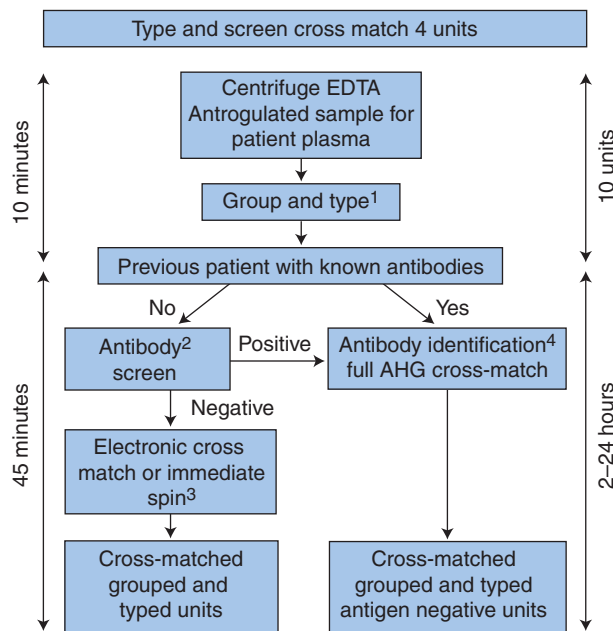 Type and screen cross match 4 units
10 minutes
Centrifuge EDTA
Antrogulated sample for
patient plasma
10 units
Group and type1
Previous patient with known antibodies
No
Yes
45 minutes
Antibody2
screen
Positive
Antibody identification4
full AHG cross-match
2–24 hours
Negative
Electronic cross
match or immediate
spin3
Cross-matched
grouped and
typed units
Cross-matched
grouped and typed
antigen negative units